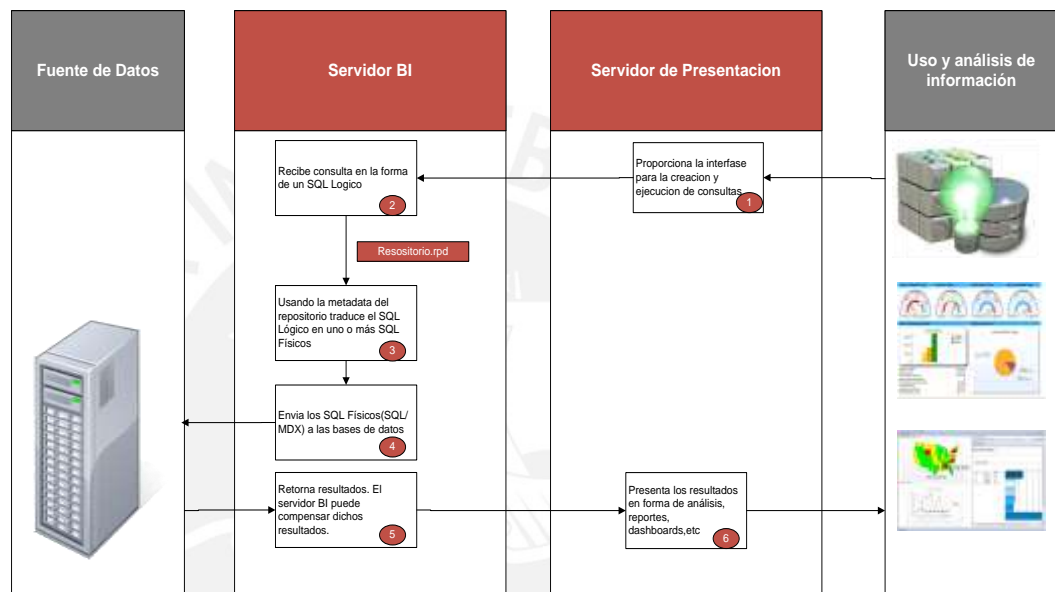 Fuente de Datos
Servidor BI
Servidor de Presentacion
Uso y análisis de
información
Proporciona la interfase
para la creacion y
ejecucion de consultas
1
Recibe consulta en la forma
de un SQL Logico
2
Resositorio.rpd
Usando la metadata del
repositorio traduce el SQL
Lógico en uno o más SQL
Físicos
3
Envia los SQL Físicos(SQL/
MDX) a las bases de datos
4
Retorna resultados. El
servidor BI puede
compensar dichos
resultados.
5
Presenta los resultados
en forma de análisis,
reportes,
dashboards,etc
6